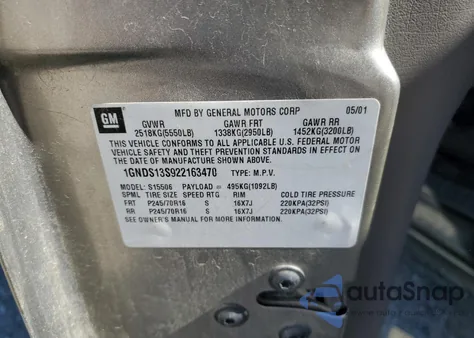 GM
MFD BY GENERAL MOTORS CORP 05/01
GVWR GAWR FRT GAWR RR
2518KG(5550LB) 1338KG(2950LB) 1452KG(3200LB)
THIS VEHICLE CONFORMS TO ALL APPLICABLE U.S. FEDERAL MOTOR
VEHICLE SAFETY AND THEFT PREVENTION STANDARDS IN EFFECT ON
THE DATE OF MANUFACTURE SHOWN ABOVE.
1GNDS13S922163470 TYPE: M.P.V.
MODEL: S15506 PAYLOAD = 495KG(1092LB)
SPML TIRE SIZE SPEED RTG RIM COLD TIRE PRESSURE
FRT P245/70R16 S 16X7J 220KPA(32PSI)
RR P245/70R16 S 16X7J 220KPA(32PSI)
SEE OWNER'S MANUAL FOR MORE INFORMATION.
autoSnap